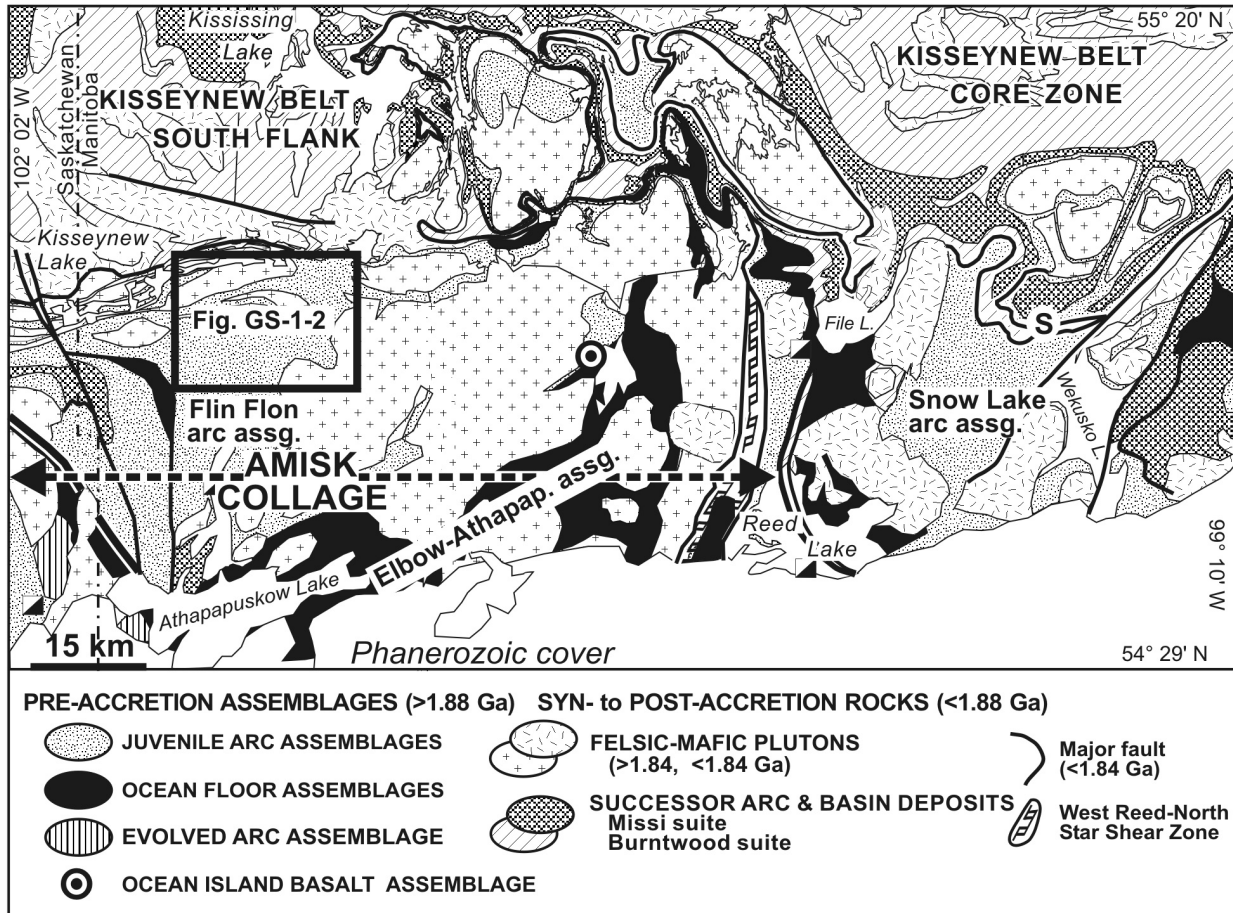 Kississing
Lake
55° 20' N
KISSEYNEW BELT
CORE ZONE
102° 02' W
Saskatchewan
Manitoba
KISSEYNEW BELT
SOUTH FLANK
Kisseynew
Lake
Fig. GS-1-2
File L.
S
Flin Flon
arc assg.
Snow Lake
arc assg.
Wekusko L.
AMISK
COLLAGE
Elbow-Athapap. assg.
Reed
Lake
99° 10' W
Athapapuskow Lake
15 km
Phanerozoic cover
54° 29' N
PRE-ACCRETION ASSEMBLAGES (>1.88 Ga)
JUVENILE ARC ASSEMBLAGES
OCEAN FLOOR ASSEMBLAGES
EVOLVED ARC ASSEMBLAGE
OCEAN ISLAND BASALT ASSEMBLAGE
SYN- to POST-ACCRETION ROCKS (<1.88 Ga)
FELSIC-MAFIC PLUTONS
(>1.84, <1.84 Ga)
SUCCESSOR ARC & BASIN DEPOSITS
Missi suite
Burntwood suite
Major fault
(<1.84 Ga)
West Reed-North
Star Shear Zone